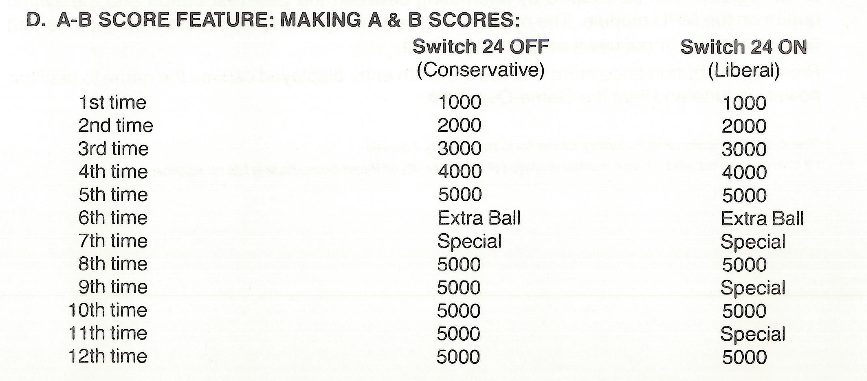 D. A-B SCORE FEATURE: MAKING A & B SCORES:
Switch 24 OFF Switch 24 ON
(Conservative) (Liberal)
1st time 1000 1000
2nd time 2000 2000
3rd time 3000 3000
4th time 4000 4000
5th time 5000 5000
6th time Extra Ball Extra Ball
7th time Special Special
8th time 5000 5000
9th time 5000 Special
10th time 5000 5000
11th time 5000 Special
12th time 5000 5000